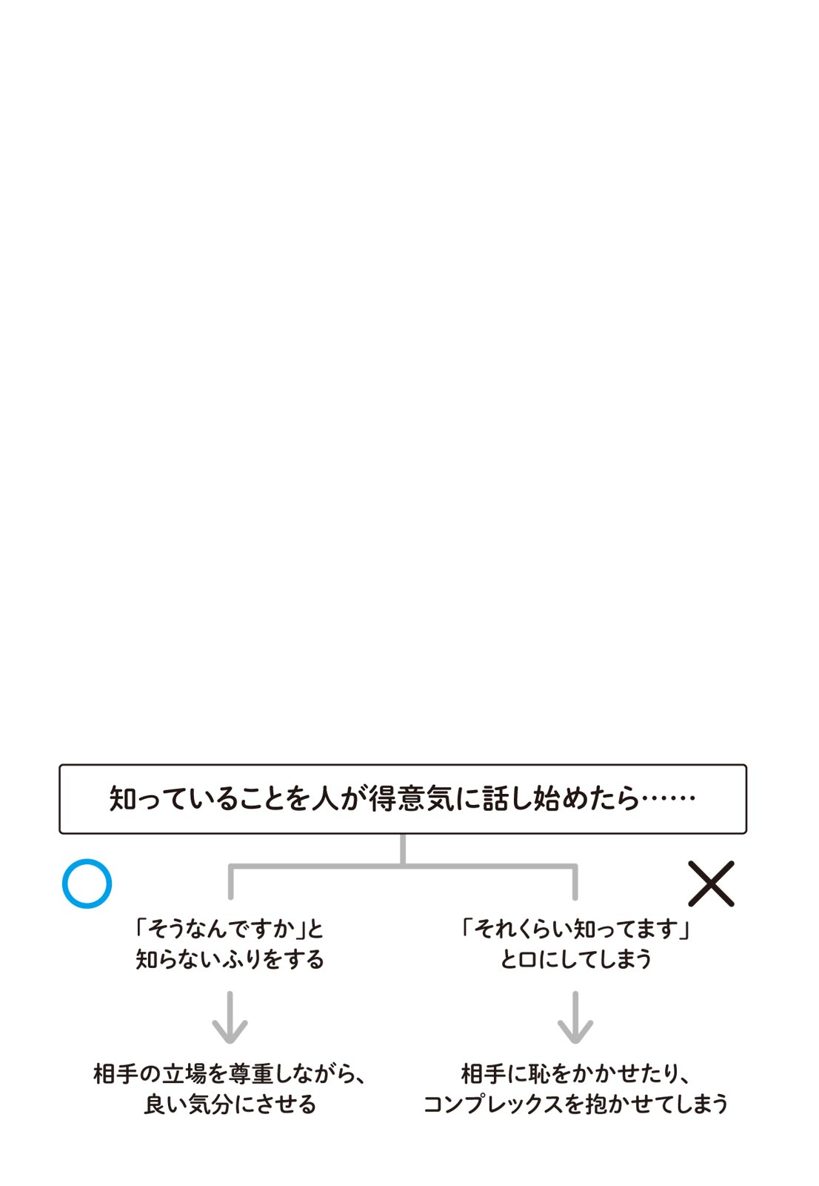 知っていることを人が得意気に話し始めたら……
「そうなんですか」と
知らないふりをする
「それくらい知ってます」
と口にしてしまう
相手の立場を尊重しながら、
良い気分にさせる
相手に恥をかかせたり、
コンプレックスを抱かせてしまう